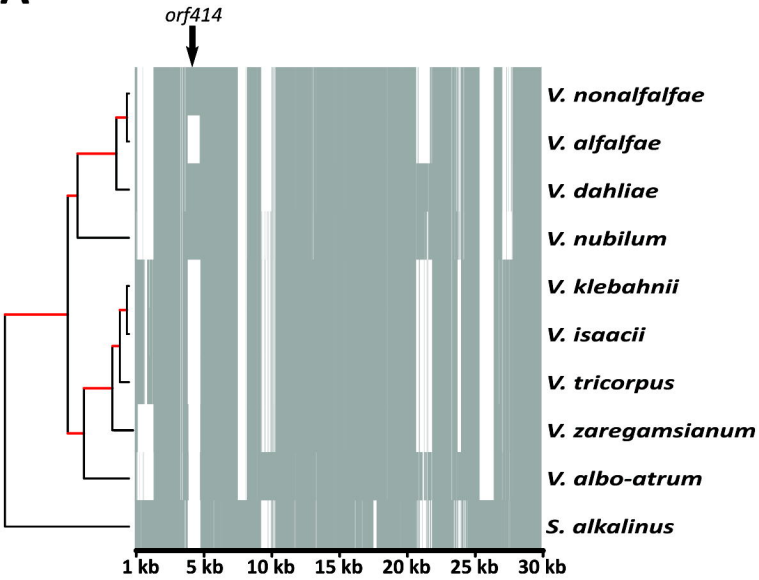 orf414
V. nonalfalfae
V. alfalfae
V. dahliae
V. nubilum
V. klebahnii
V. isaacii
V. tricorpus
V. zaregamsianum
V. albo-atrum
S. alkalinus
1 kb 5 kb 10 kb 15 kb 20 kb 25 kb 30 kb